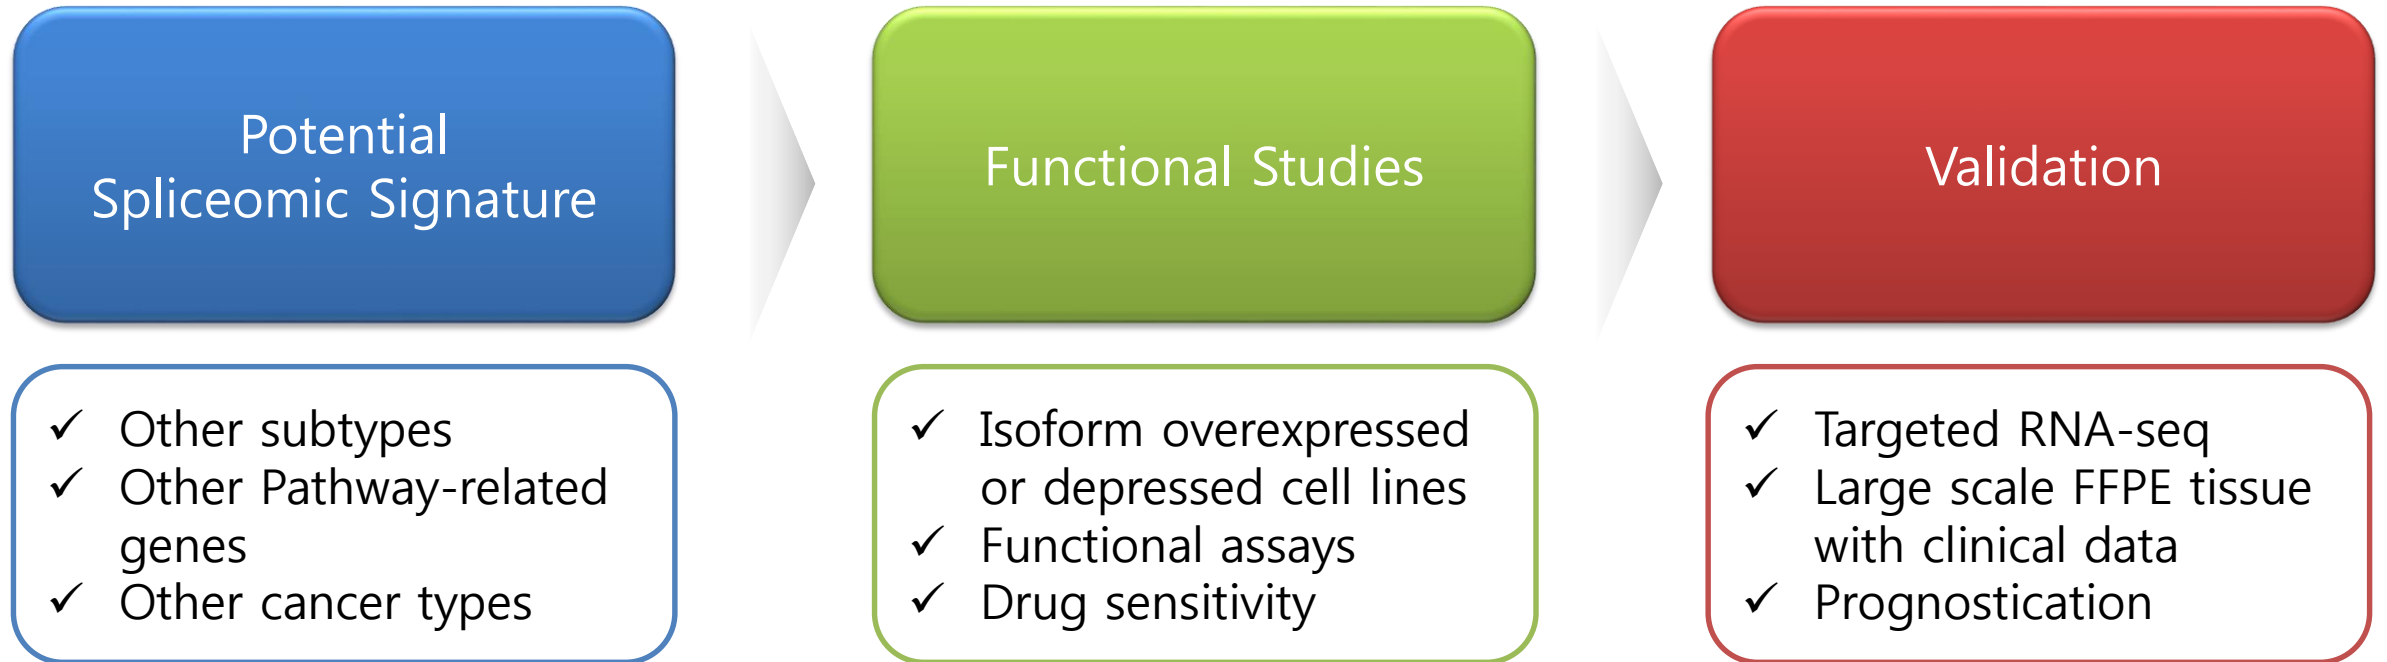 Potential
Spliceomic Signature
Functional Studies
Validation
✓ Other subtypes
✓ Other Pathway-related
genes
✓ Other cancer types
✓ Isoform overexpressed
or depressed cell lines
✓ Functional assays
✓ Drug sensitivity
✓ Targeted RNA-seq
✓ Large scale FFPE tissue
with clinical data
✓ Prognostication